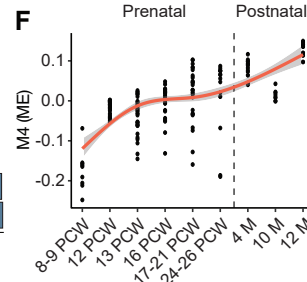 F
Prenatal Postnatal
M4 (ME)
0.1
0.0
-0.1
-0.2
8-9 PCW
12 PCW
13 PCW
16 PCW
17-21 PCW
24-26 PCW
4 M
10 M
12 M